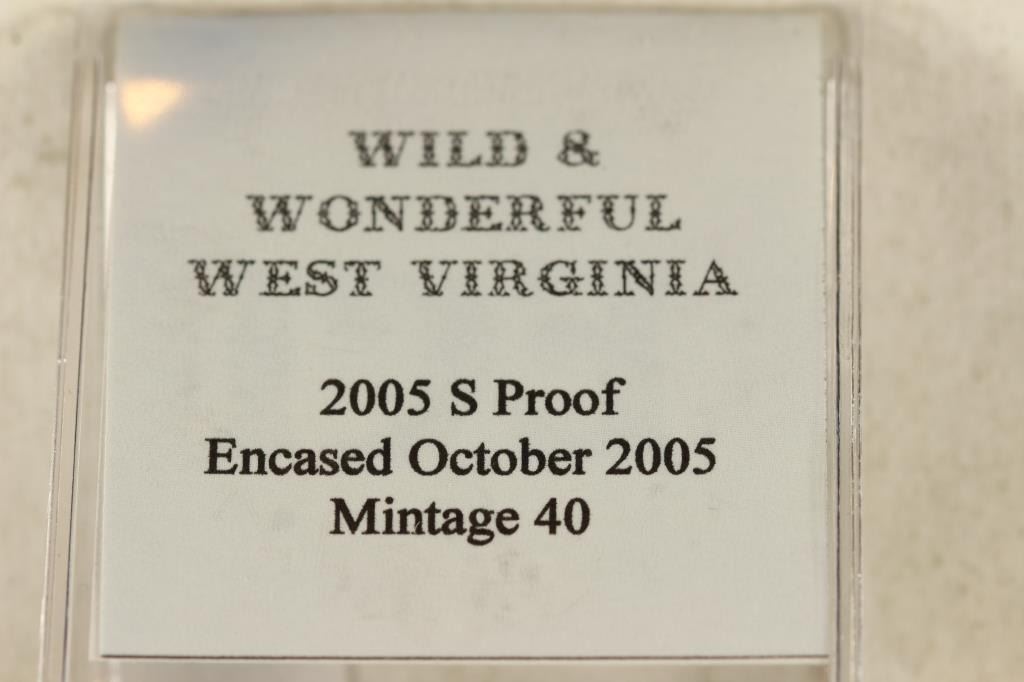 WILD &
WONDERFUL
WEST VIRGINIA
2005 S Proof
Encased October 2005
Mintage 40